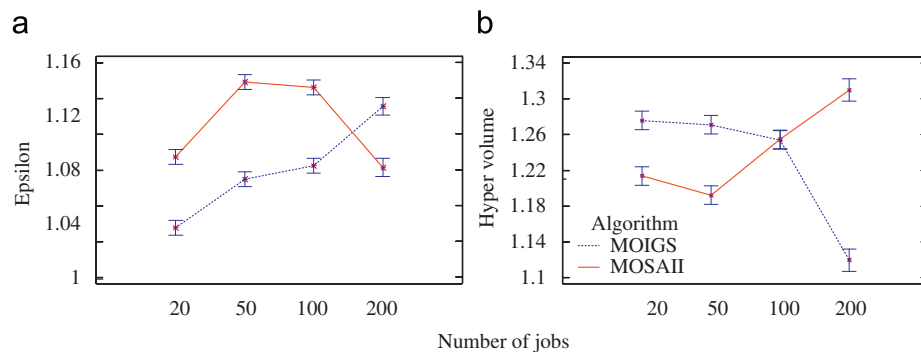 a
1.16
1.12
1.08
1.04
1
Epsilon
20 50 100 200
b
1.34
1.3
1.26
1.22
1.18
1.14
1.1
Hyper volume
Algorithm
MOIGS
MOSAII
20 50 100 200
Number of jobs